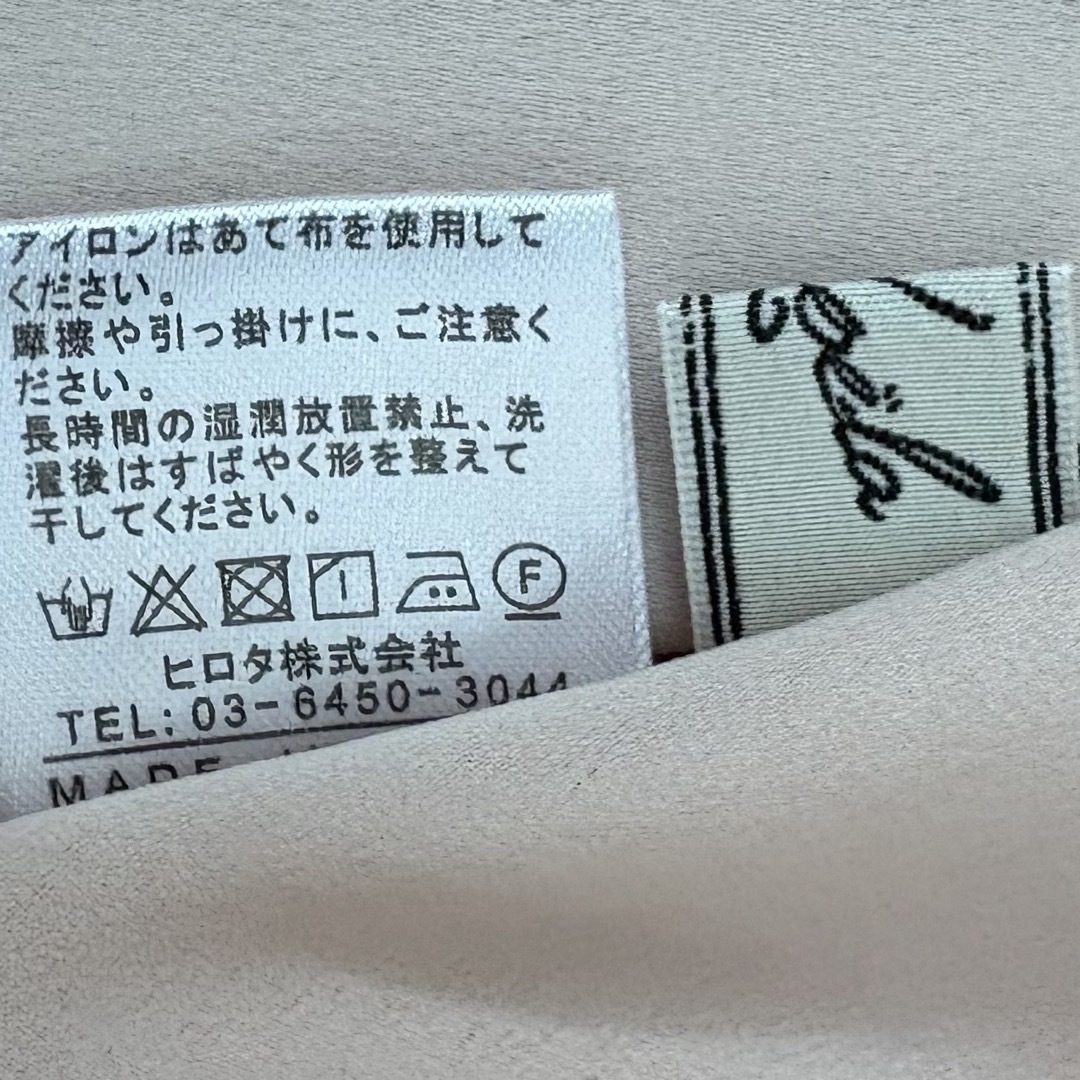 アイロンはあて布を使用して
ください。
摩擦や引っ掛けに、ご注意く
ださい。
長時間の湿潤放置禁止、洗
濯後はすばやく形を整えて
干してください。
F
ヒロタ株式会社
TEL:03-6450-3044
MADE